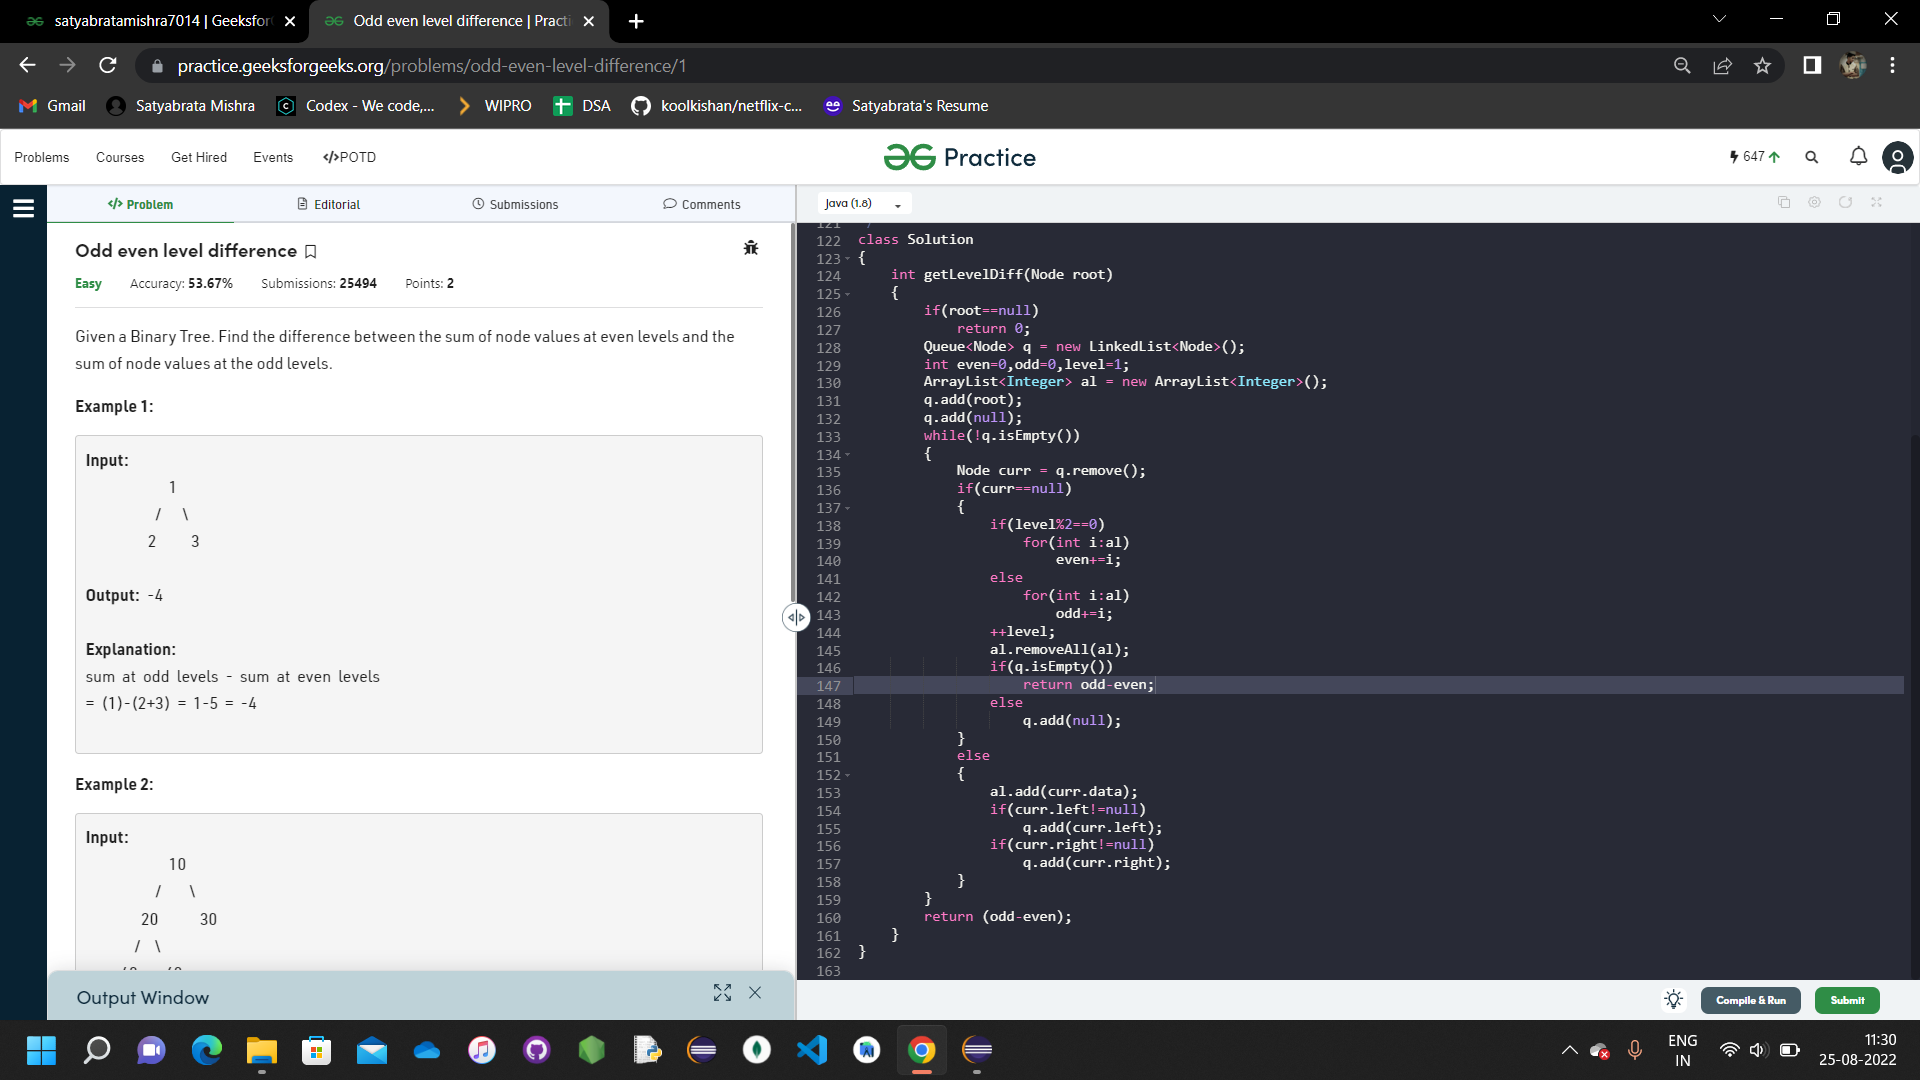 satyabratamishra7014 | Geeksfor
Odd even level difference | Practi
practice.geeksforgeeks.org/problems/odd-even-level-difference/1
Gmail
Satyabrata Mishra
Codex - We code,...
WIPRO
DSA
koolkishan/netflix-c...
Satyabrata's Resume
Problems
Courses
Get Hired
Events
</>POTD
Practice
647
</> Problem
Editorial
Submissions
Comments
Java (1.8)
Odd even level difference
Easy
Accuracy: 53.67%
Submissions: 25494
Points: 2
Given a Binary Tree. Find the difference between the sum of node values at even levels and the
sum of node values at the odd levels.
Example 1:
Input:
1
/ \
2 3
Output: -4
Explanation:
sum at odd levels - sum at even levels
= (1)-(2+3) = 1-5 = -4
Example 2:
Input:
10
/ \
20 30
/ \
Output Window
121
122 class Solution
123 {
124 int getLevelDiff(Node root)
125 {
126 if(root==null)
127 return 0;
128 Queue<Node> q = new LinkedList<Node>();
129 int even=0,odd=0,level=1;
130 ArrayList<Integer> al = new ArrayList<Integer>();
131 q.add(root);
132 q.add(null);
133 while(!q.isEmpty())
134 {
135 Node curr = q.remove();
136 if(curr==null)
137 {
138 if(level%2==0)
139 for(int i:al)
140 even+=i;
141 else
142 for(int i:al)
143 odd+=i;
144 ++level;
145 al.removeAll(al);
146 if(q.isEmpty())
147 return odd-even;
148 else
149 q.add(null);
150 }
151 else
152 {
153 al.add(curr.data);
154 if(curr.left!=null)
155 q.add(curr.left);
156 if(curr.right!=null)
157 q.add(curr.right);
158 }
159 }
160 return (odd-even);
161 }
162 }
163
Compile & Run
Submit
ENG
IN
11:30
25-08-2022